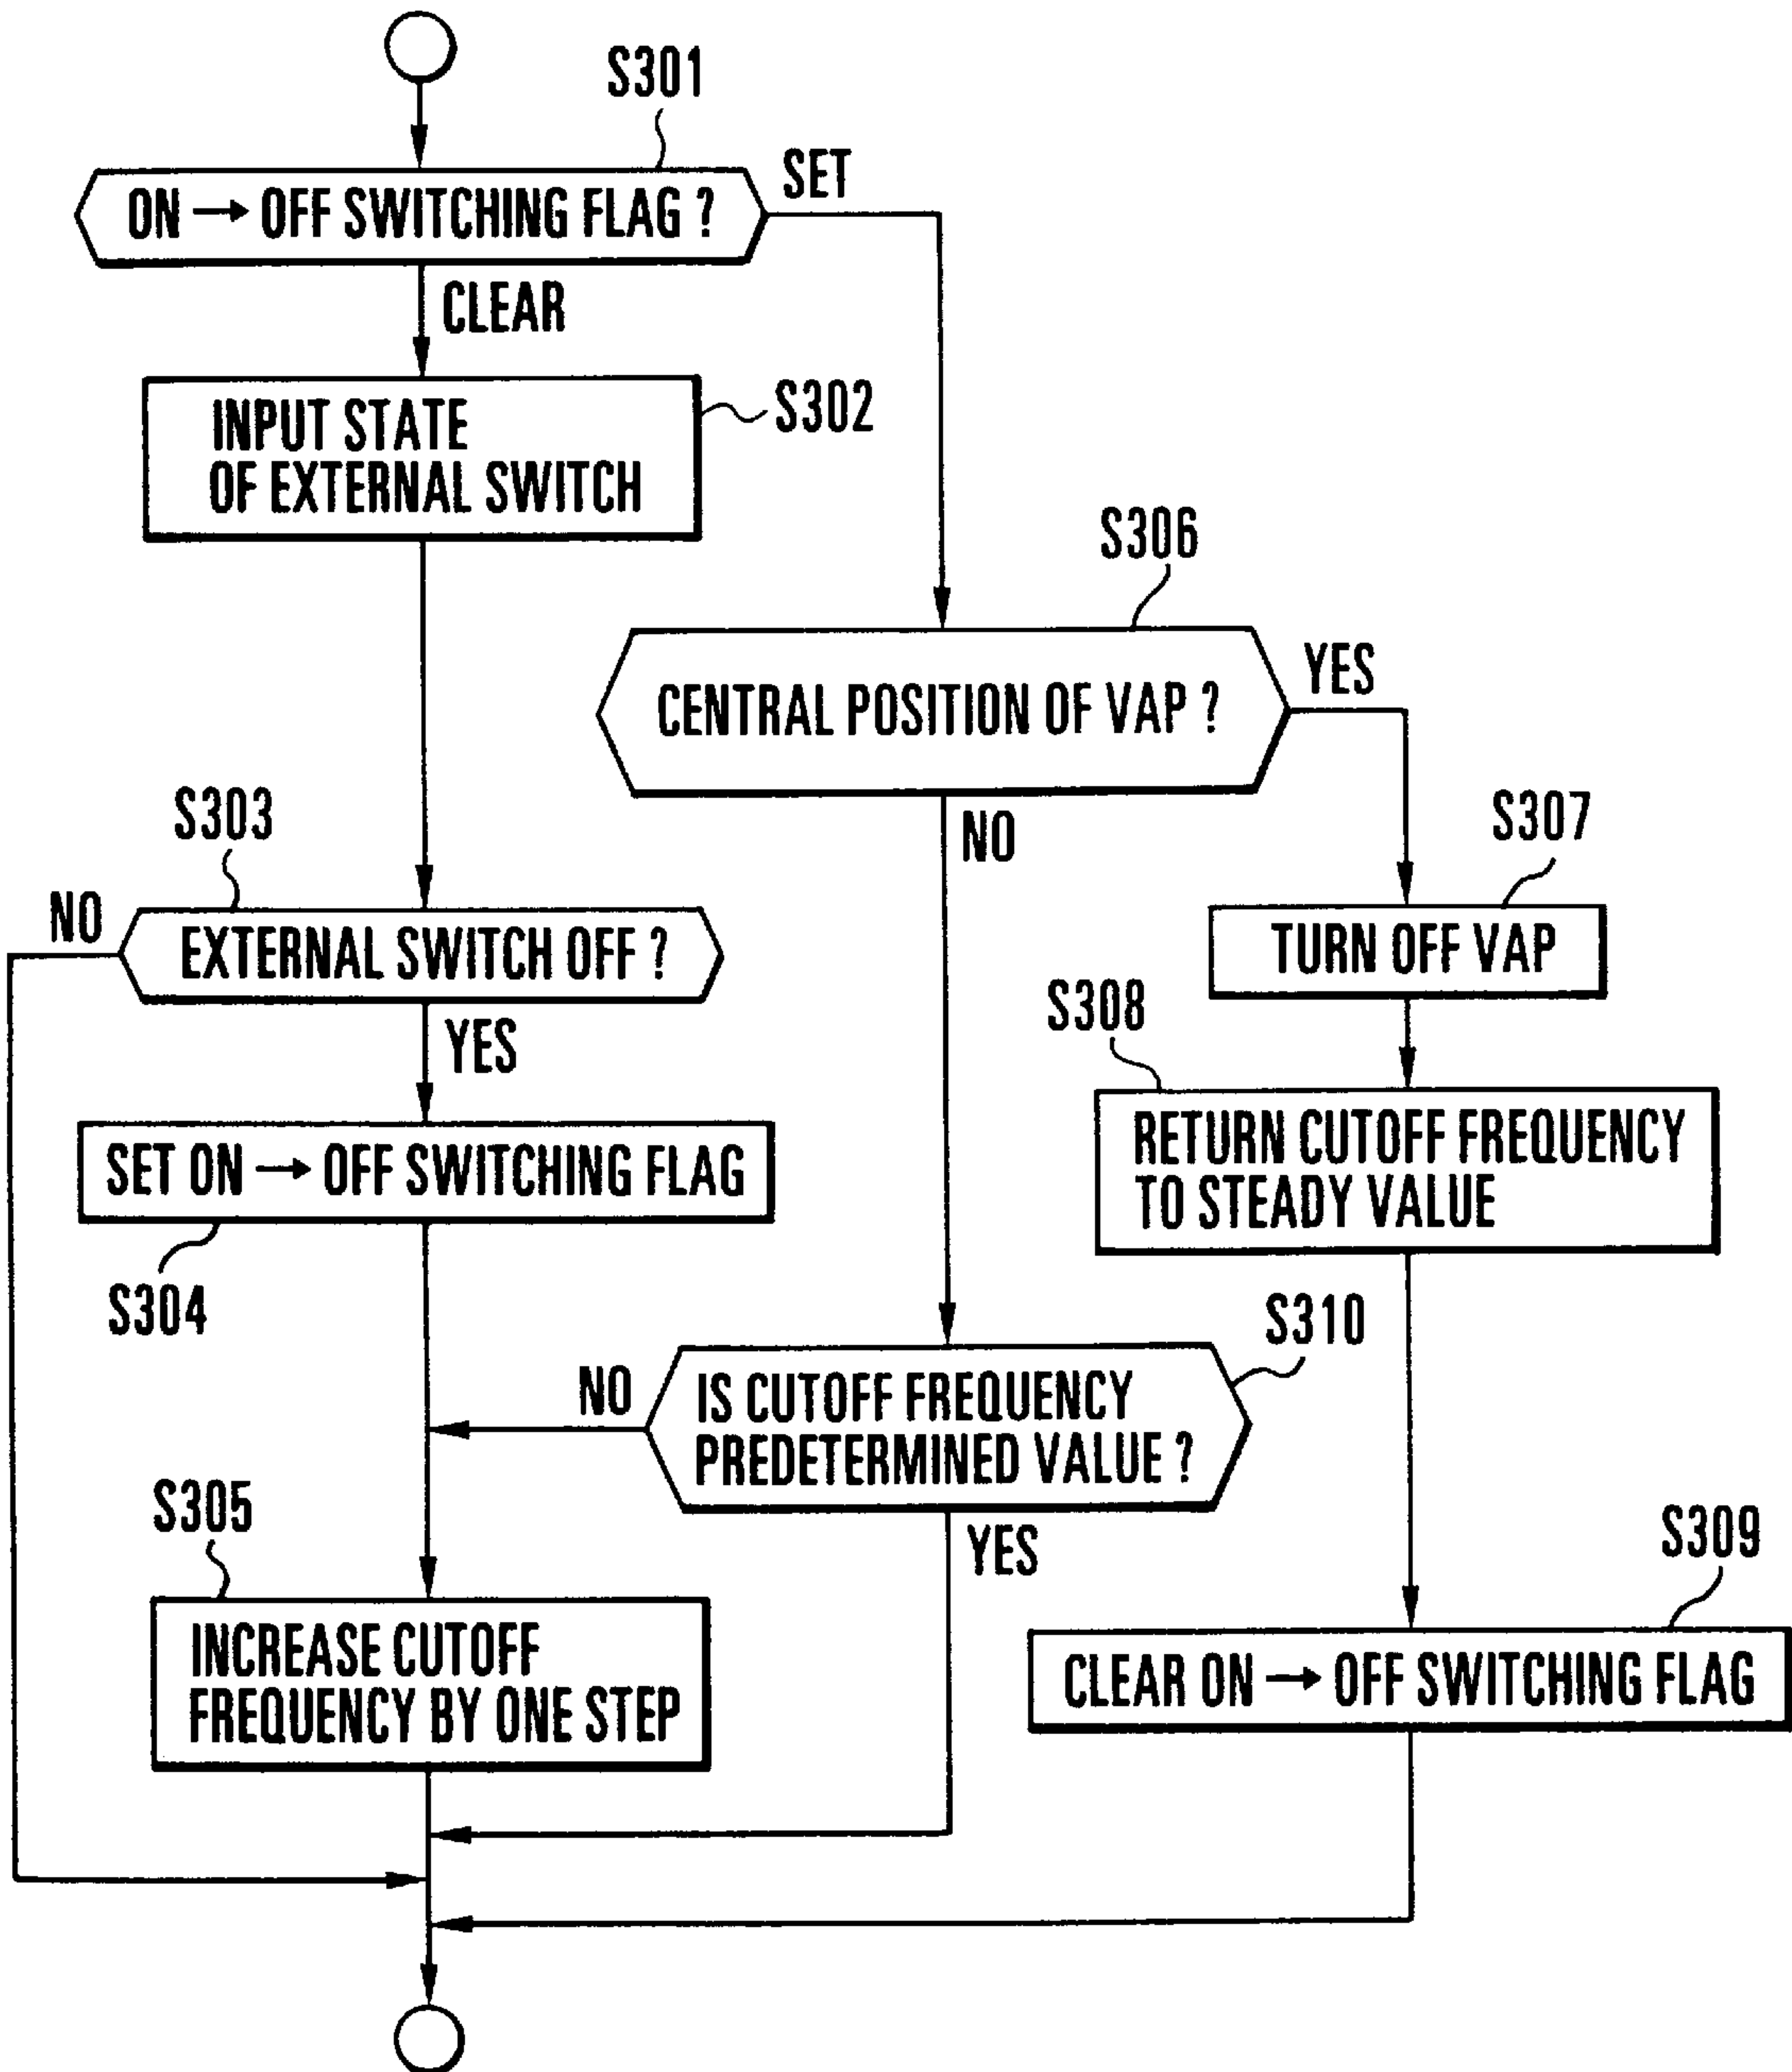 S301
ON → OFF SWITCHING FLAG ?
SET
CLEAR
INPUT STATE
OF EXTERNAL SWITCH
S302
S306
CENTRAL POSITION OF VAP ?
YES
NO
S303
NO
EXTERNAL SWITCH OFF ?
YES
S307
TURN OFF VAP
S308
RETURN CUTOFF FREQUENCY
TO STEADY VALUE
SET ON → OFF SWITCHING FLAG
S304
S310
NO
IS CUTOFF FREQUENCY
PREDETERMINED VALUE ?
YES
S305
INCREASE CUTOFF
FREQUENCY BY ONE STEP
S309
CLEAR ON → OFF SWITCHING FLAG